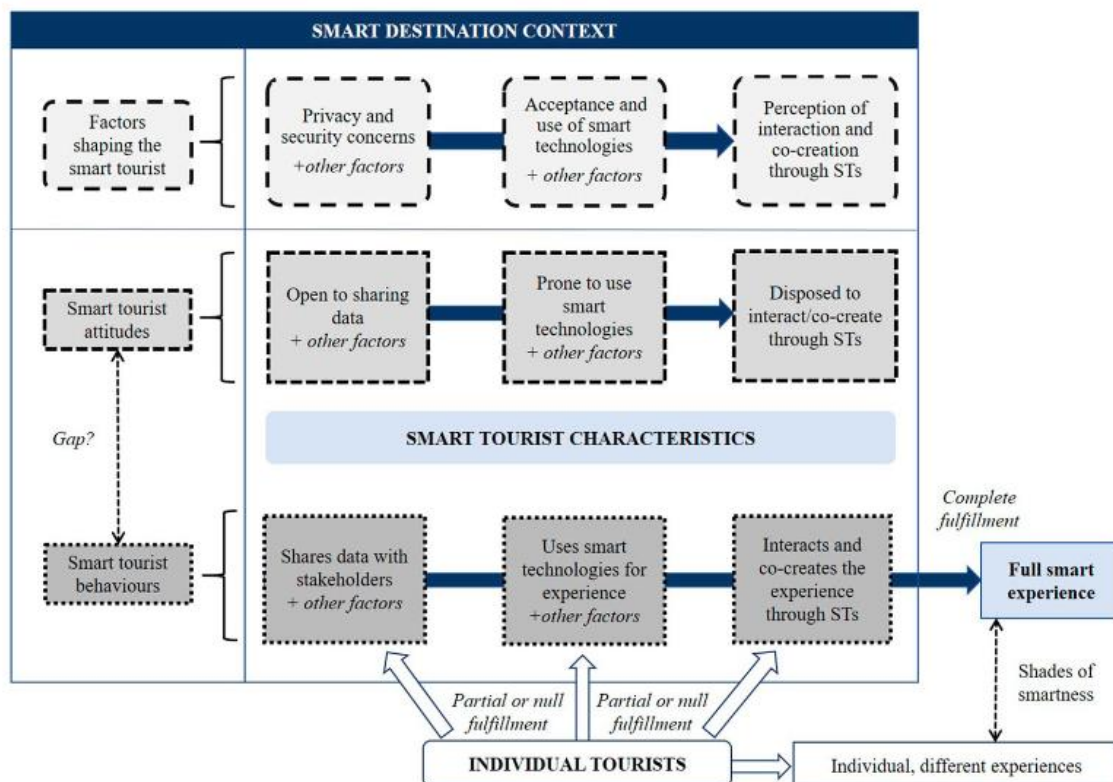 SMART DESTINATION CONTEXT
Factors
shaping the
smart tourist
Privacy and
security concerns
+other factors
Acceptance and
use of smart
technologies
+ other factors
Perception of
interaction and
co-creation
through STs
Smart tourist
attitudes
Open to sharing
data
+ other factors
Prone to use
smart
technologies
+ other factors
Disposed to
interact/co-create
through STs
Gap?
SMART TOURIST CHARACTERISTICS
Smart tourist
behaviours
Shares data with
stakeholders
+ other factors
Uses smart
technologies for
experience
+other factors
Interacts and
co-creates the
experience
through STs
Complete
fulfillment
Full smart
experience
Shades of
smartness
Partial or null
fulfillment
Partial or null
fulfillment
INDIVIDUAL TOURISTS
Individual, different experiences